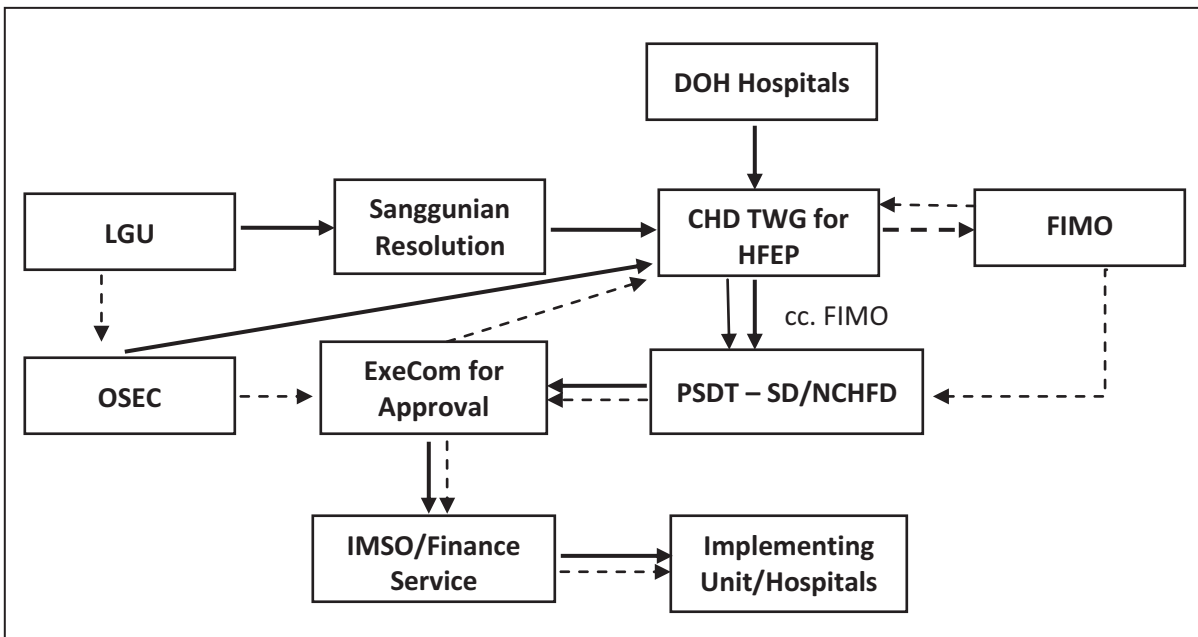 DOH Hospitals
LGU
Sanggunian
Resolution
CHD TWG for
HFEP
FIMO
cc. FIMO
OSEC
ExeCom for
Approval
PSDT – SD/NCHFD
IMSO/Finance
Service
Implementing
Unit/Hospitals